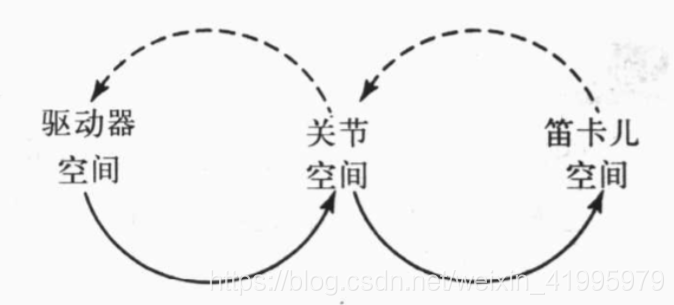 驱动器
空间
关节
空间
笛卡儿
空间
https://blog.csdn.net/weixin_41995979